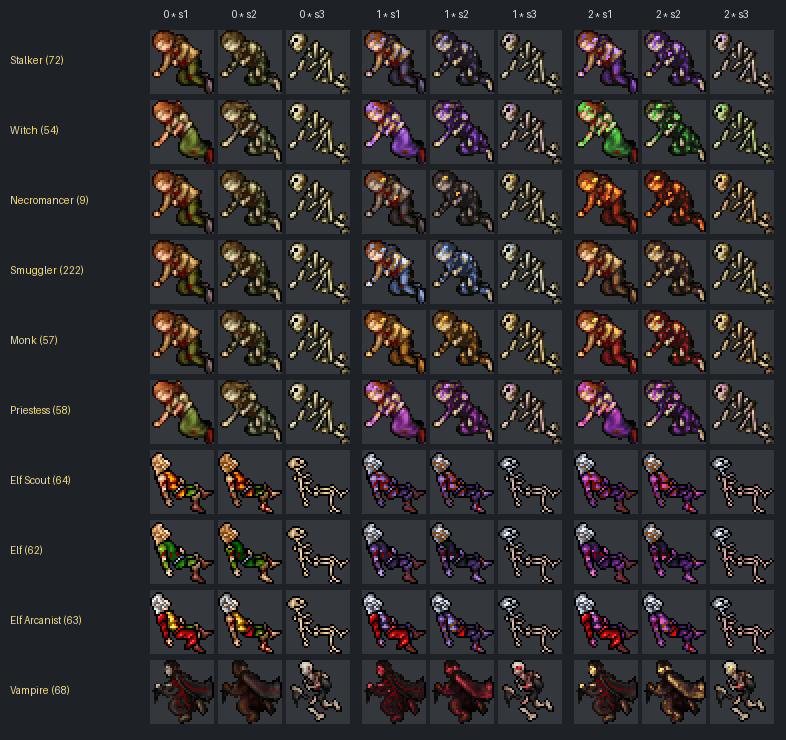 0★s1 0★s2 0★s3 1★s1 1★s2 1★s3 2★s1 2★s2 2★s3
Stalker (72)
Witch (54)
Necromancer (9)
Smuggler (222)
Monk (57)
Priestess (58)
Elf Scout (64)
Elf (62)
Elf Arcanist (63)
Vampire (68)